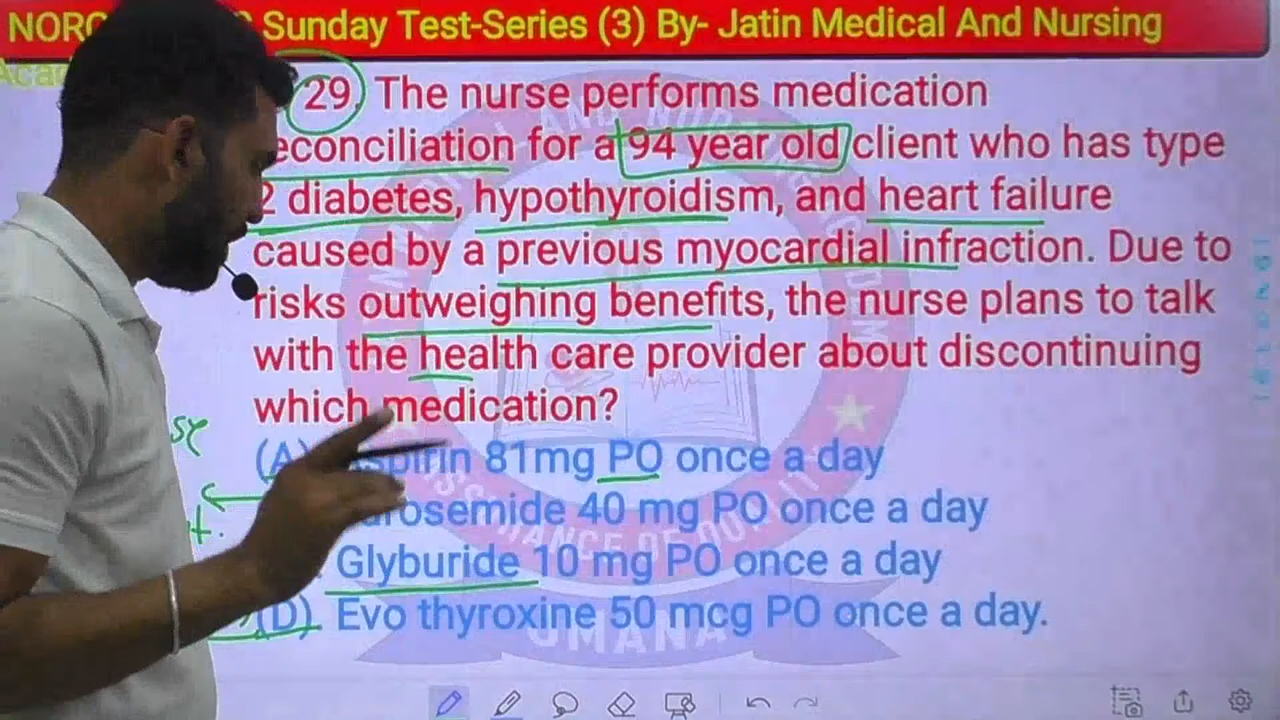 Sunday Test-Series (3) By- Jatin Medical And Nursing
29. The nurse performs medication
econciliation for a 94 year old client who has type
2 diabetes, hypothyroidism, and heart failure
caused by a previous myocardial infraction. Due to
risks outweighing benefits, the nurse plans to talk
with the health care provider about discontinuing
which medication?
(A) Aspirin 81mg PO once a day
urosemide 40 mg PO once a day
Glyburide 10 mg PO once a day
(D). Evo thyroxine 50 mcg PO once a day.
OMANA